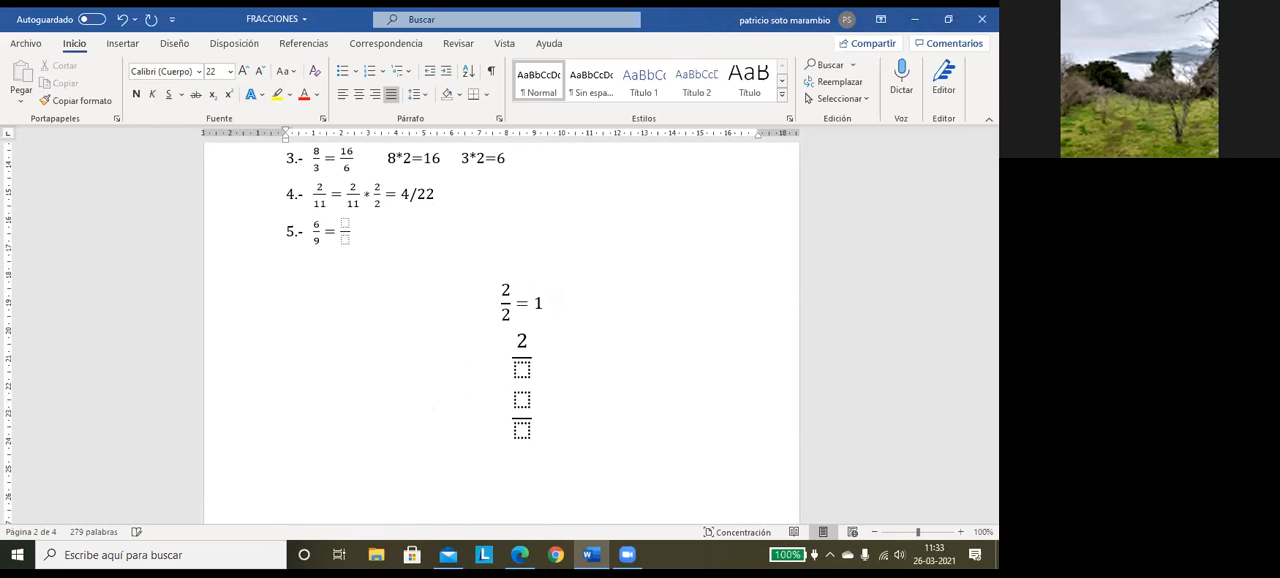 Autoguardado
FRACCIONES
Buscar
patricio soto marambio
PS
Archivo Inicio Insertar Diseño Disposición Referencias Correspondencia Revisar Vista Ayuda
Compartir Comentarios
Pegar
Cortar
Copiar
Copiar formato
Portapapeles
Calibri (Cuerpo) 22
N K S ab x₂ x²
Fuente
Párrafo
AaBbCcDc
¶ Normal
AaBbCcDc
¶ Sin espa...
AaBbCcD
Título 1
AaBbCcD
Título 2
AaB
Título
Estilos
Buscar
Reemplazar
Seleccionar
Edición
Dictar
Voz
Editor
Editor
3.- 8/3 = 16/6 8*2=16 3*2=6
4.- 2/11 = 2/11 * 2/2 = 4/22
5.- 6/9 =
2/2 = 1
2
Página 2 de 4 279 palabras
Concentración
100%
Escribe aquí para buscar
100%
11:33
26-03-2021